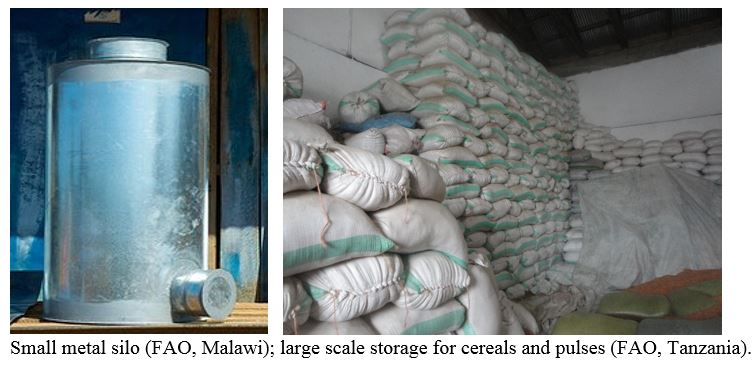 Small metal silo (FAO, Malawi); large scale storage for cereals and pulses (FAO, Tanzania).